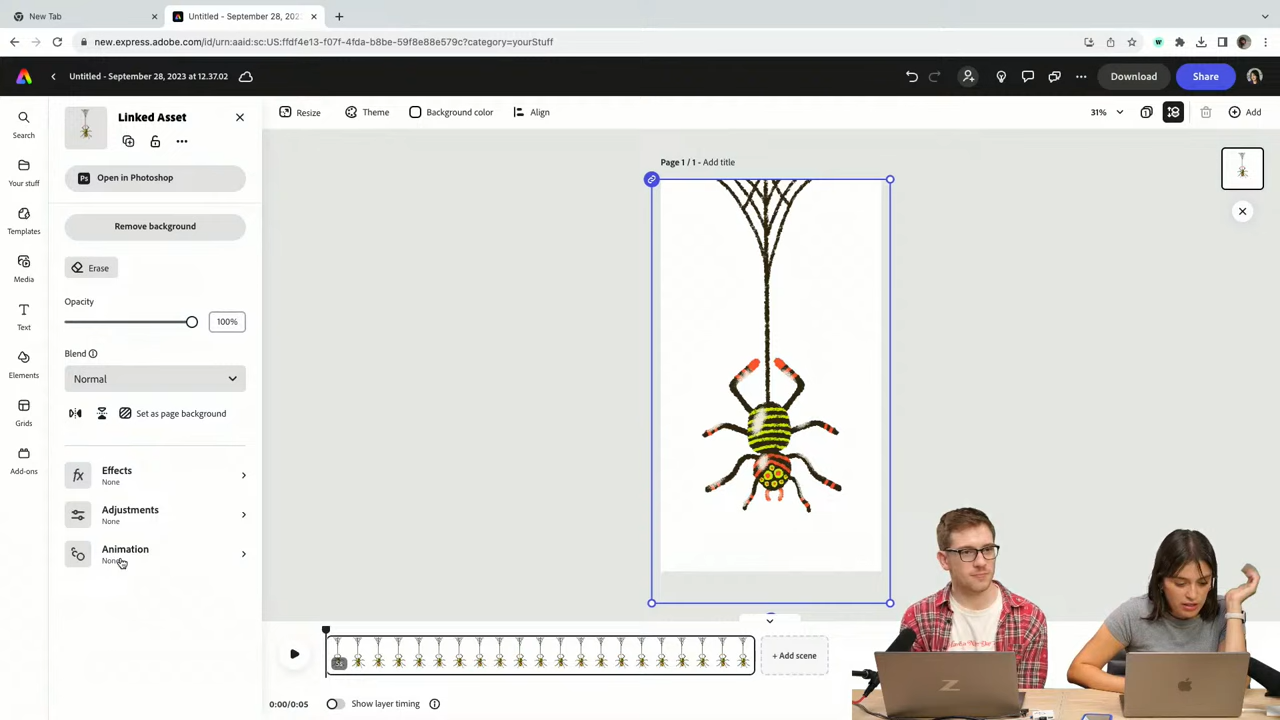 New Tab
Untitled - September 28, 202
new.express.adobe.com/id/urn:aaid:sc:US:ffdf4e13-f07f-4fda-b8be-59f8e88e579c?category=yourStuff
Untitled - September 28, 2023 at 12.37.02
Download
Share
Search
Your stuff
Templates
Media
Text
Elements
Grids
Add-ons
Linked Asset
Ps Open in Photoshop
Remove background
Erase
Opacity
100%
Blend
Normal
Set as page background
fx
Effects
None
Adjustments
None
Animation
None
Resize
Theme
Background color
Align
31%
1
Add
Page 1 / 1 - Add title
5s
+ Add scene
0:00/0:05
Show layer timing